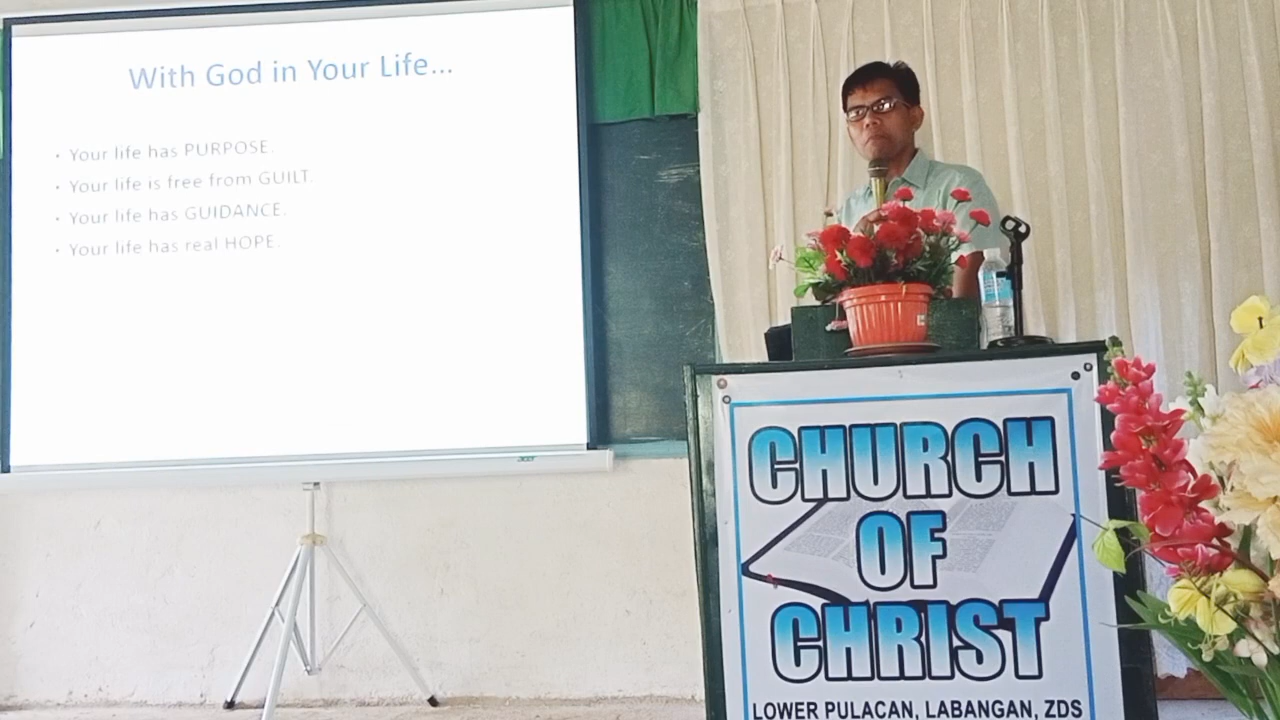 With God in Your Life...
• Your life has PURPOSE.
• Your life is free from GUILT.
• Your life has GUIDANCE.
• Your life has real HOPE.
acer
CHURCH
OF
CHRIST
LOWER PULACAN, LABANGAN, ZDS